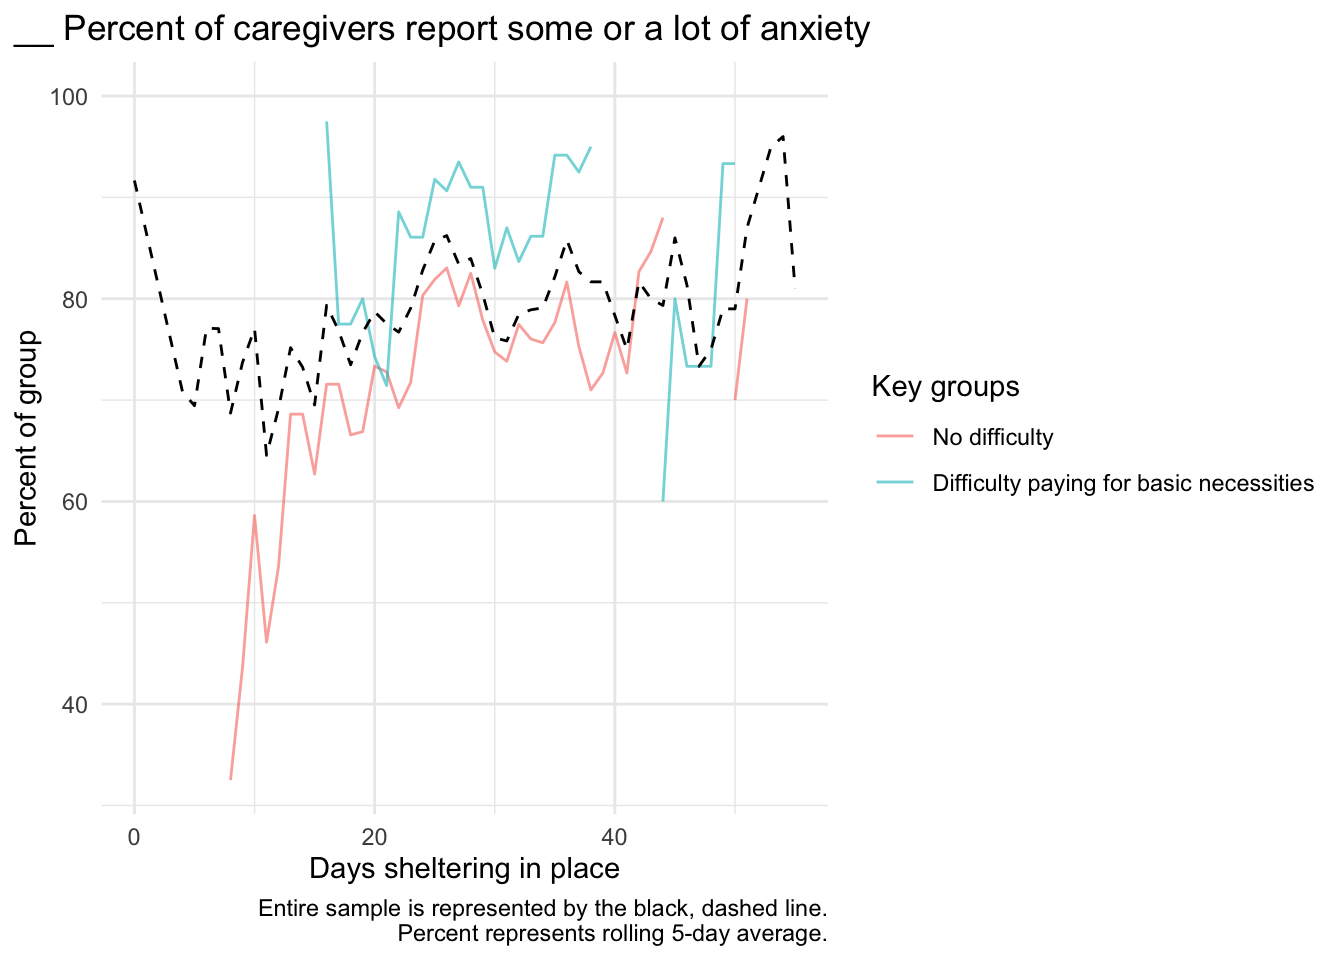 __ Percent of caregivers report some or a lot of anxiety
100
80
60
40
Percent of group
0
20
40
Days sheltering in place
Key groups
No difficulty
Difficulty paying for basic necessities
Entire sample is represented by the black, dashed line.
Percent represents rolling 5-day average.